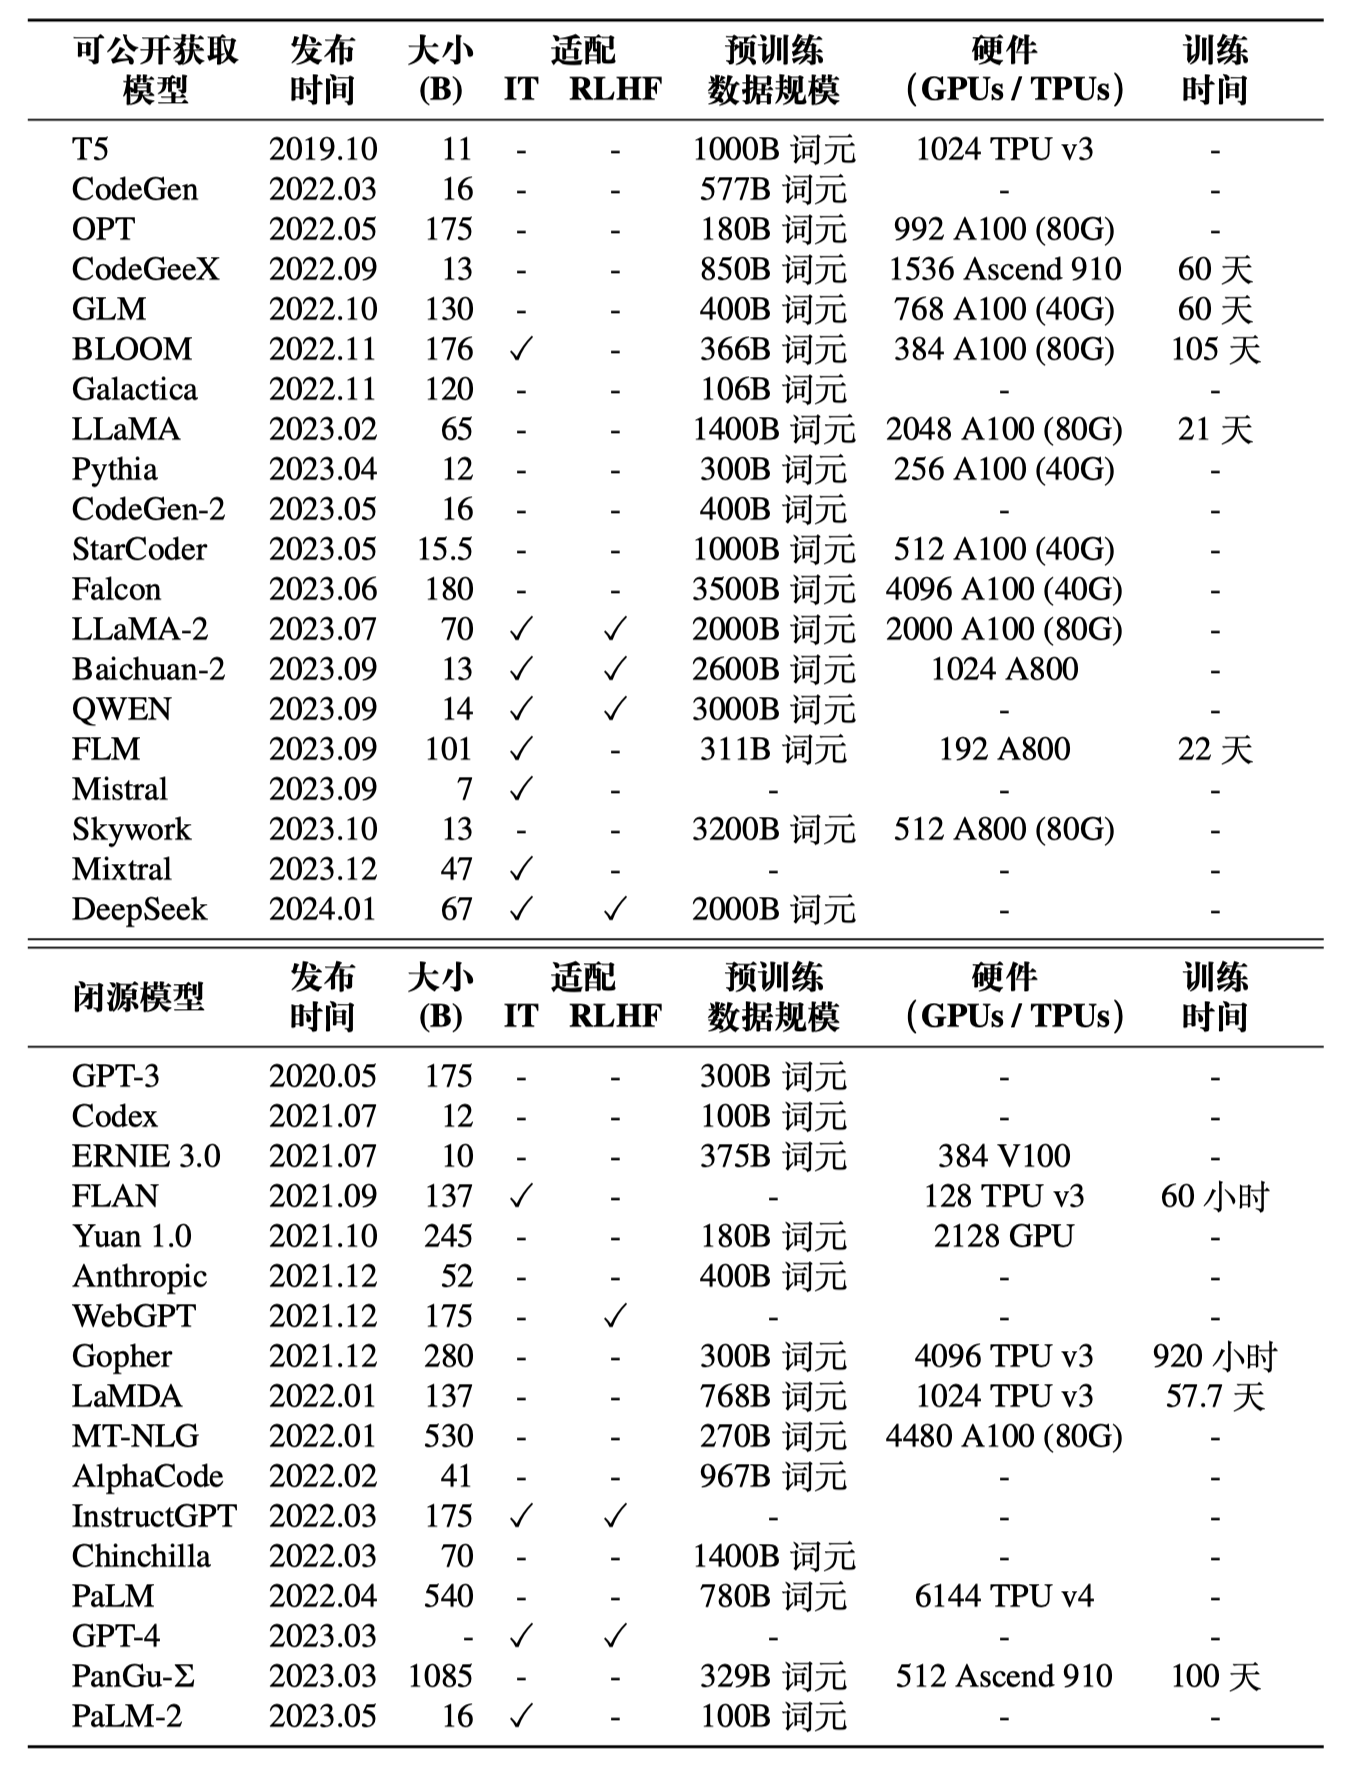 可公开获取 发布 大小 适配 预训练 硬件 训练
模型 时间 (B) IT RLHF 数据规模 (GPUs / TPUs) 时间
T5 2019.10 11 - - 1000B 词元 1024 TPU v3 -
CodeGen 2022.03 16 - - 577B 词元 - -
OPT 2022.05 175 - - 180B 词元 992 A100 (80G) -
CodeGeeX 2022.09 13 - - 850B 词元 1536 Ascend 910 60 天
GLM 2022.10 130 - - 400B 词元 768 A100 (40G) 60 天
BLOOM 2022.11 176 ✓ - 366B 词元 384 A100 (80G) 105 天
Galactica 2022.11 120 - - 106B 词元 - -
LLaMA 2023.02 65 - - 1400B 词元 2048 A100 (80G) 21 天
Pythia 2023.04 12 - - 300B 词元 256 A100 (40G) -
CodeGen-2 2023.05 16 - - 400B 词元 - -
StarCoder 2023.05 15.5 - - 1000B 词元 512 A100 (40G) -
Falcon 2023.06 180 - - 3500B 词元 4096 A100 (40G) -
LLaMA-2 2023.07 70 ✓ ✓ 2000B 词元 2000 A100 (80G) -
Baichuan-2 2023.09 13 ✓ ✓ 2600B 词元 1024 A800 -
QWEN 2023.09 14 ✓ ✓ 3000B 词元 - -
FLM 2023.09 101 ✓ - 311B 词元 192 A800 22 天
Mistral 2023.09 7 ✓ - - - -
Skywork 2023.10 13 - - 3200B 词元 512 A800 (80G) -
Mixtral 2023.12 47 ✓ - - - -
DeepSeek 2024.01 67 ✓ ✓ 2000B 词元 - -
闭源模型 发布 大小 适配 预训练 硬件 训练
时间 (B) IT RLHF 数据规模 (GPUs / TPUs) 时间
GPT-3 2020.05 175 - - 300B 词元 - -
Codex 2021.07 12 - - 100B 词元 - -
ERNIE 3.0 2021.07 10 - - 375B 词元 384 V100 -
FLAN 2021.09 137 ✓ - - 128 TPU v3 60 小时
Yuan 1.0 2021.10 245 - - 180B 词元 2128 GPU -
Anthropic 2021.12 52 - - 400B 词元 - -
WebGPT 2021.12 175 - ✓ - - -
Gopher 2021.12 280 - - 300B 词元 4096 TPU v3 920 小时
LaMDA 2022.01 137 - - 768B 词元 1024 TPU v3 57.7 天
MT-NLG 2022.01 530 - - 270B 词元 4480 A100 (80G) -
AlphaCode 2022.02 41 - - 967B 词元 - -
InstructGPT 2022.03 175 ✓ ✓ - - -
Chinchilla 2022.03 70 - - 1400B 词元 - -
PaLM 2022.04 540 - - 780B 词元 6144 TPU v4 -
GPT-4 2023.03 - ✓ ✓ - - -
PanGu-Σ 2023.03 1085 - - 329B 词元 512 Ascend 910 100 天
PaLM-2 2023.05 16 ✓ - 100B 词元 - -